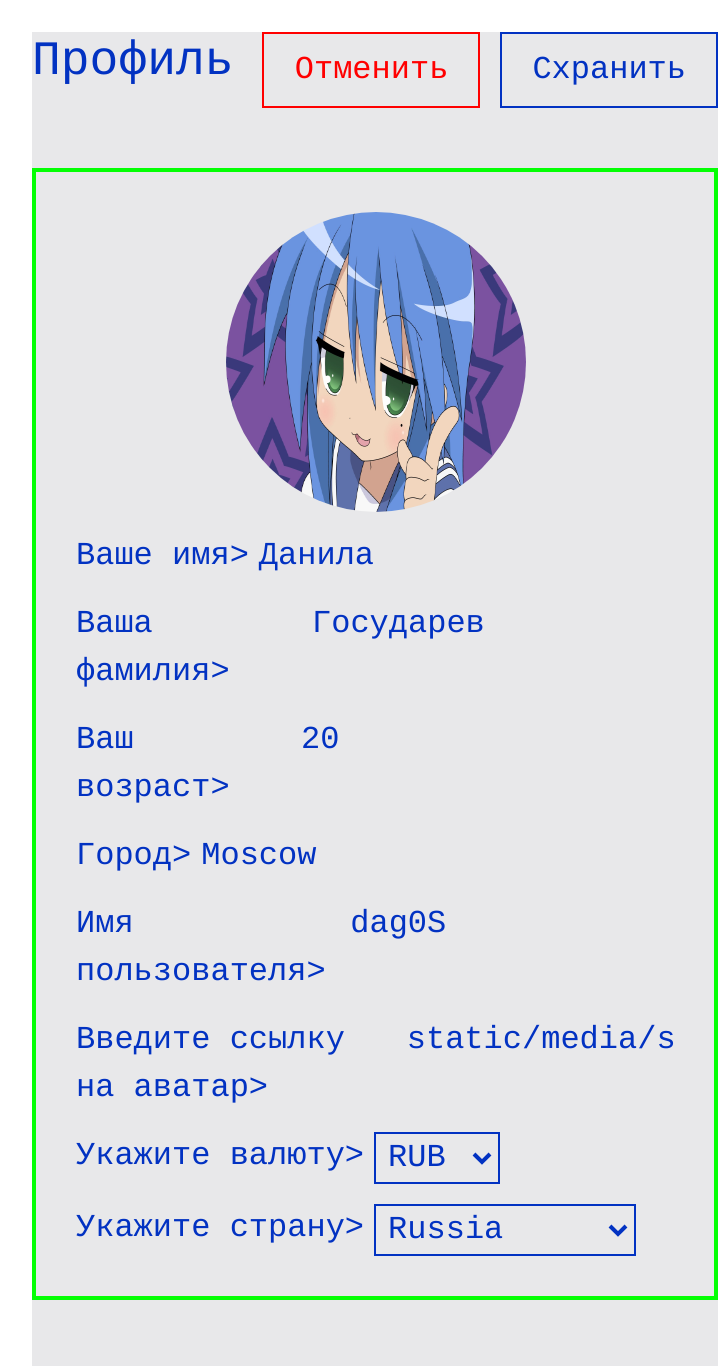 Профиль Отменить Схранить
Ваше имя> Данила
Ваша Государев
фамилия>
Ваш 20
возраст>
Город> Moscow
Имя dag0S
пользователя>
Введите ссылку static/media/s
на аватар>
Укажите валюту> RUB
Укажите страну> Russia